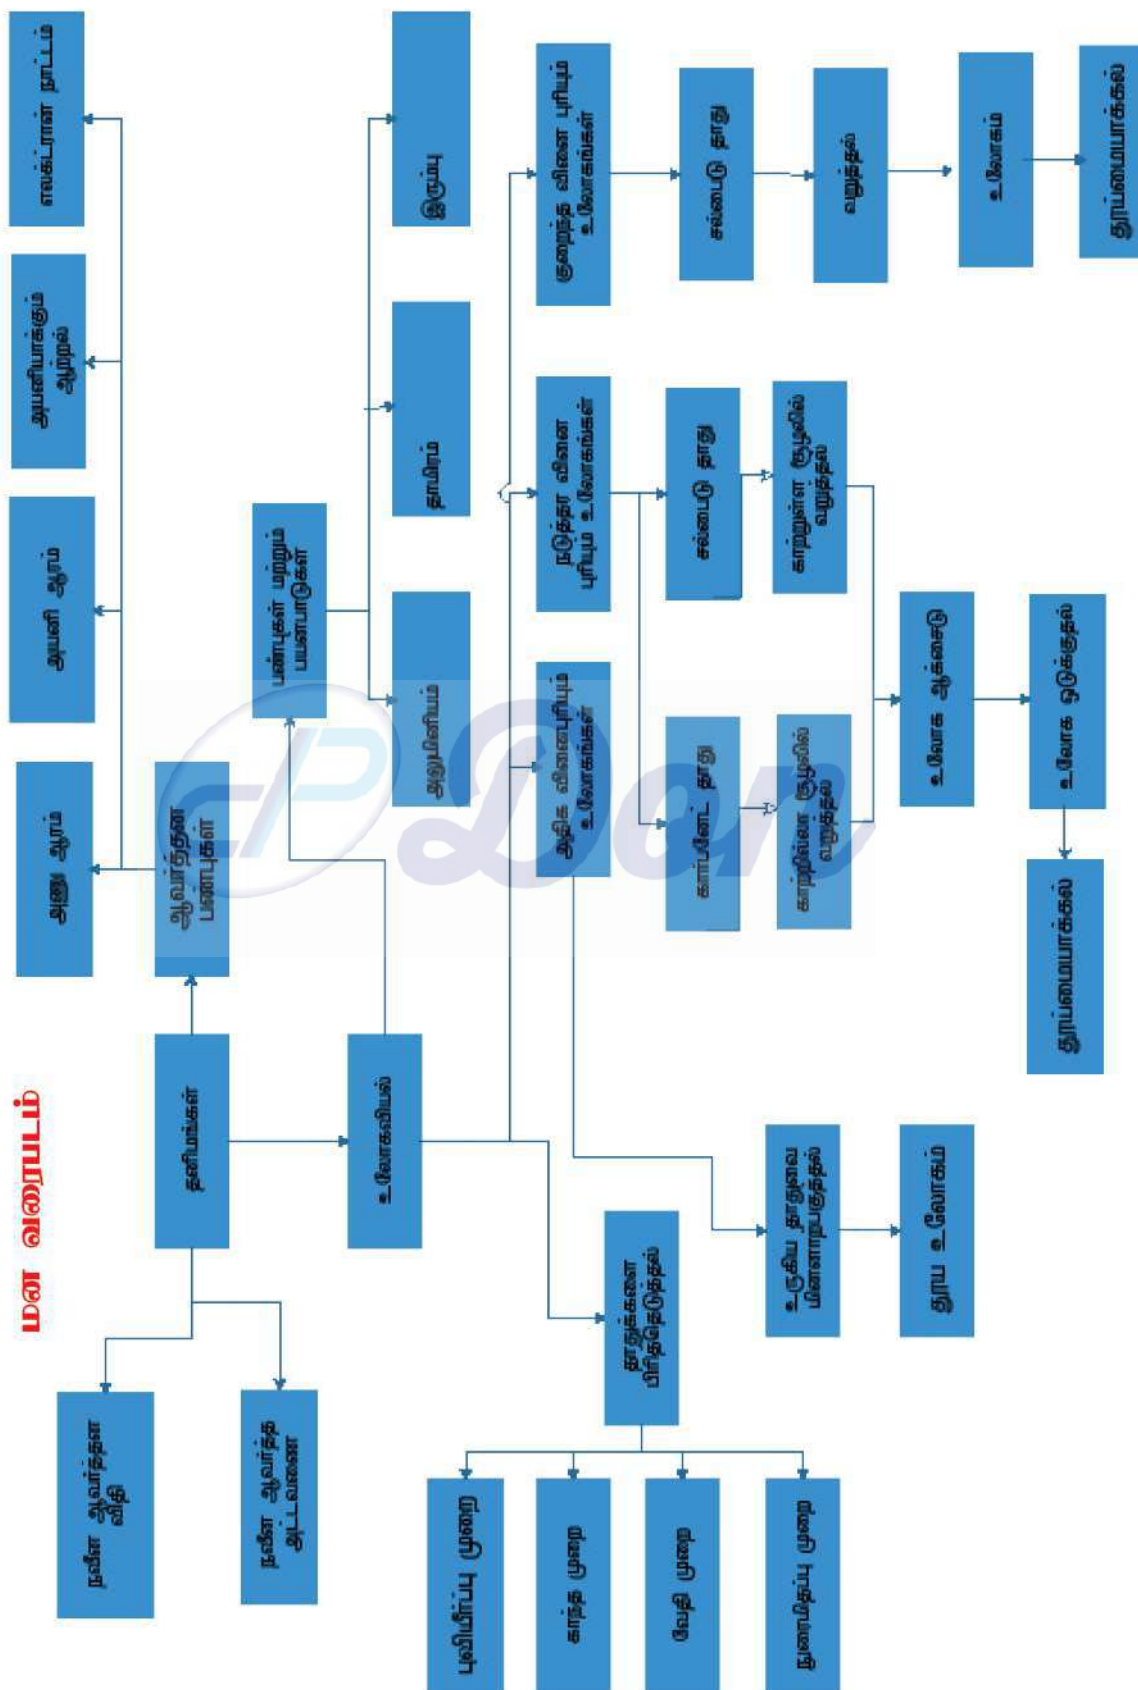 மன வரைபடம்
நவீன ஆவர்த்தன
விதி
நவீன ஆவர்த்த
அட்டவணை
தனிமங்கள்
ஆவர்த்தன
பண்புகள்
அணு ஆரம்
அயனி ஆரம்
அயனியாக்கும்
ஆற்றல்
எலக்ட்ரான் நாட்டம்
உலோகவியல்
பண்புகள் மற்றும்
பயன்பாடுகள்
அலுமினியம்
தாமிரம்
இரும்பு
தாதுக்களை
பிரித்தெடுத்தல்
புவியீர்ப்பு முறை
காந்த முறை
வேதி முறை
நுரைமிதப்பு முறை
அதிக வினைபுரியும்
உலோகங்கள்
நடுத்தர வினை
புரியும் உலோகங்கள்
குறைந்த வினை புரியும்
உலோகங்கள்
உருகிய தாதுவை
மின்னாற்பகுத்தல்
தூய உலோகம்
கார்பனேட் தாது
காற்றில்லா சூழலில்
வறுத்தல்
சல்பைடு தாது
காற்றுள்ள சூழலில்
வறுத்தல்
உலோக ஆக்சைடு
உலோக ஒடுக்குதல்
தூய்மையாக்கல்
சல்பைடு தாது
வறுத்தல்
உலோகம்
தூய்மையாக்கல்
Don